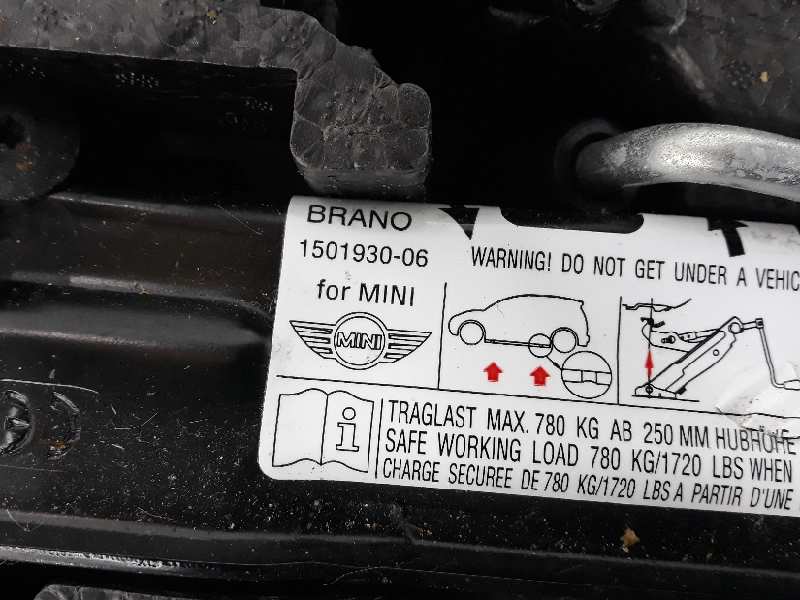 BRANO
1501930-06
for MINI
MINI
WARNING! DO NOT GET UNDER A VEHIC
TRAGLAST MAX. 780 KG AB 250 MM HUBHÖHE
SAFE WORKING LOAD 780 KG/1720 LBS WHEN
CHARGE SECUREE DE 780 KG/1720 LBS A PARTIR D'UNE